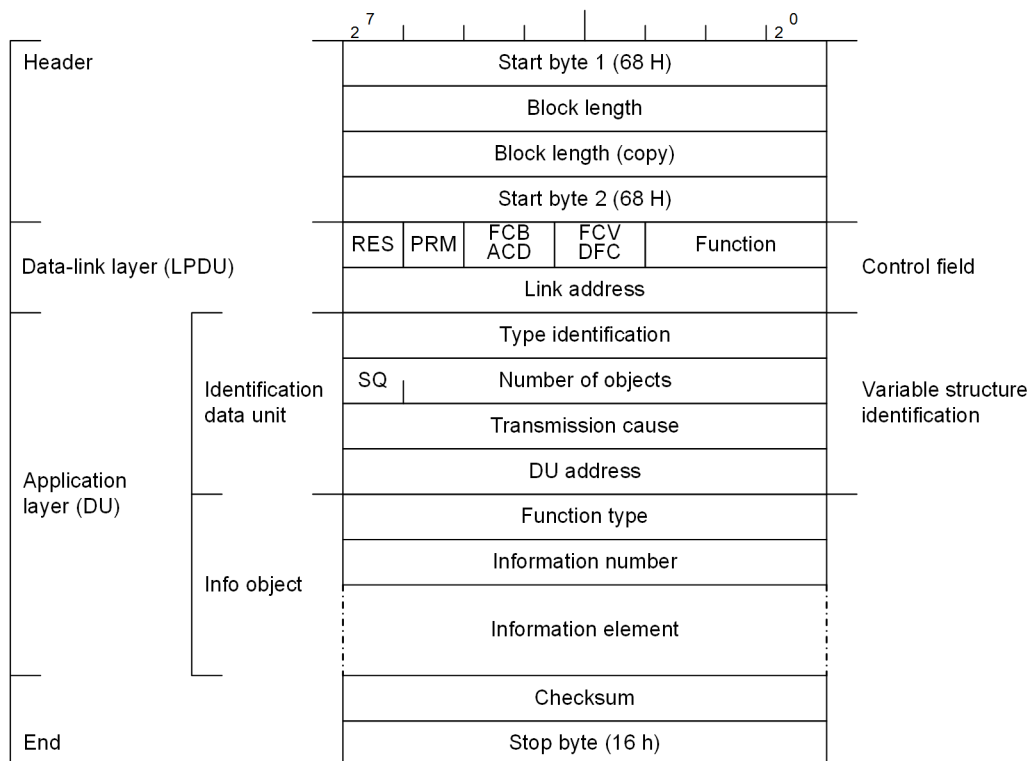 2 7
2 0
Header
Start byte 1 (68 H)
Block length
Block length (copy)
Start byte 2 (68 H)
Data-link layer (LPDU)
RES
PRM
FCB
ACD
FCV
DFC
Function
Control field
Link address
Application
layer (DU)
Identification
data unit
Type identification
SQ
Number of objects
Variable structure
identification
Transmission cause
DU address
Info object
Function type
Information number
Information element
Checksum
End
Stop byte (16 h)